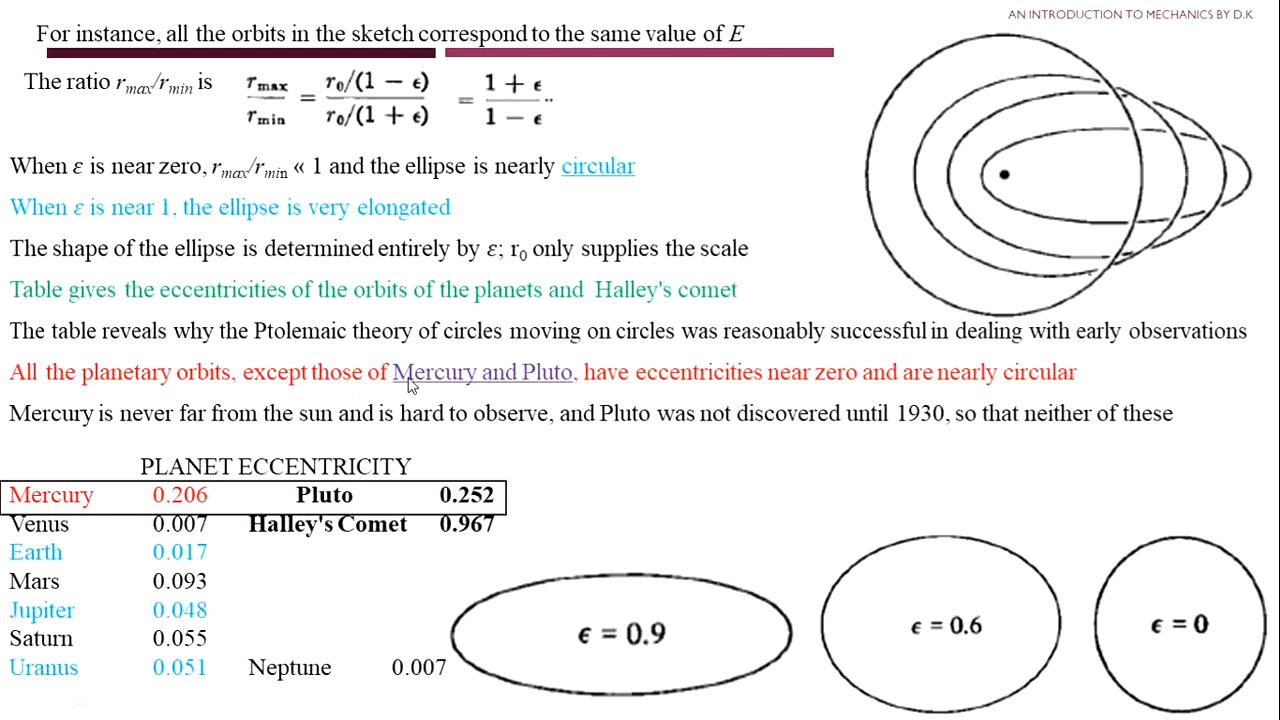 AN INTRODUCTION TO MECHANICS BY D.K
For instance, all the orbits in the sketch correspond to the same value of E
The ratio rmax/rmin is rmax/rmin = r0/(1 − ϵ) / r0/(1 + ϵ) = 1 + ϵ / 1 − ϵ ..
When ε is near zero, rmax/rmin « 1 and the ellipse is nearly circular
When ε is near 1, the ellipse is very elongated
The shape of the ellipse is determined entirely by ε; r0 only supplies the scale
Table gives the eccentricities of the orbits of the planets and Halley's comet
The table reveals why the Ptolemaic theory of circles moving on circles was reasonably successful in dealing with early observations
All the planetary orbits, except those of Mercury and Pluto, have eccentricities near zero and are nearly circular
Mercury is never far from the sun and is hard to observe, and Pluto was not discovered until 1930, so that neither of these
PLANET ECCENTRICITY
Mercury 0.206 Pluto 0.252
Venus 0.007 Halley's Comet 0.967
Earth 0.017
Mars 0.093
Jupiter 0.048
Saturn 0.055
Uranus 0.051 Neptune 0.007
ϵ = 0.9
ϵ = 0.6
ϵ = 0